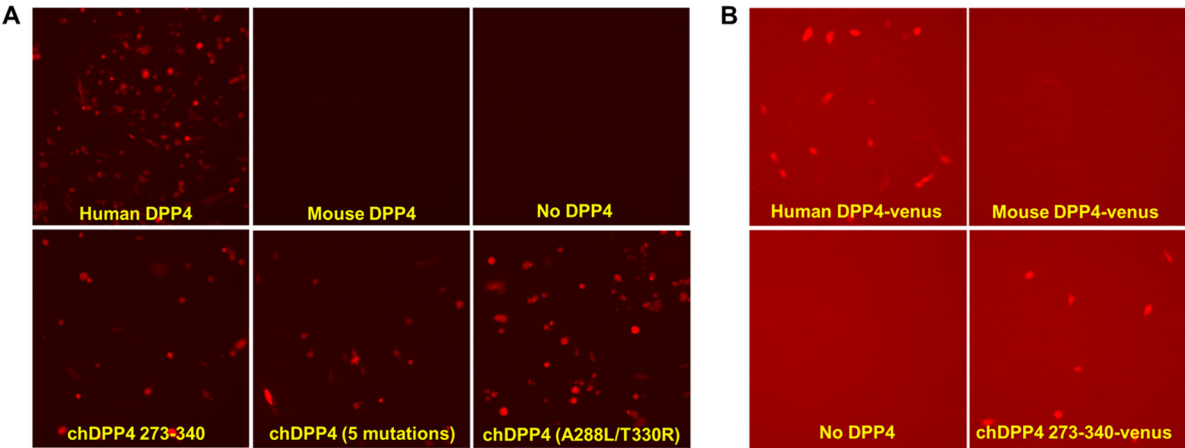 A
B
Human DPP4
Mouse DPP4
No DPP4
Human DPP4-venus
Mouse DPP4-venus
chDPP4 273-340
chDPP4 (5 mutations)
chDPP4 (A288L/T330R)
No DPP4
chDPP4 273-340-venus